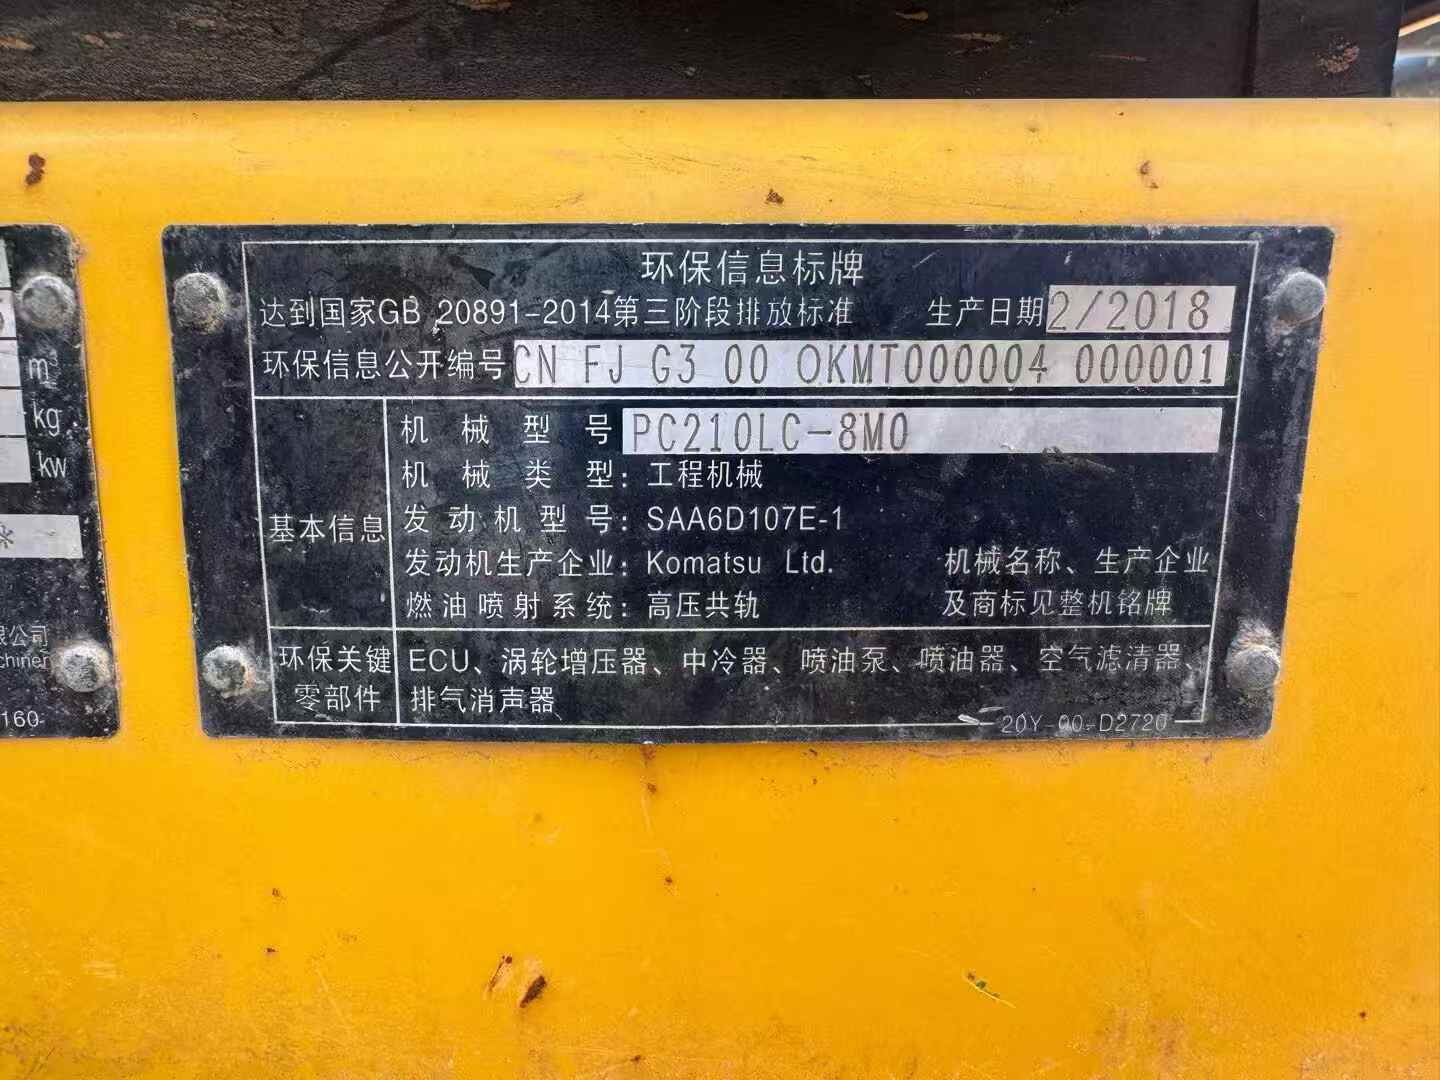 环保信息标牌
达到国家GB 20891-2014第三阶段排放标准 生产日期 2/2018
环保信息公开编号 CN FJ G3 00 0KMT000004 000001
基本信息
机械型号 PC210LC-8M0
机械类型：工程机械
发动机型号：SAA6D107E-1
发动机生产企业：Komatsu Ltd. 机械名称、生产企业
燃油喷射系统：高压共轨 及商标见整机铭牌
环保关键 ECU、涡轮增压器、中冷器、喷油泵、喷油器、空气滤清器、
零部件 排气消声器
20Y-00-D2720
m³
kg
kw
*
限公司
chiner
160-